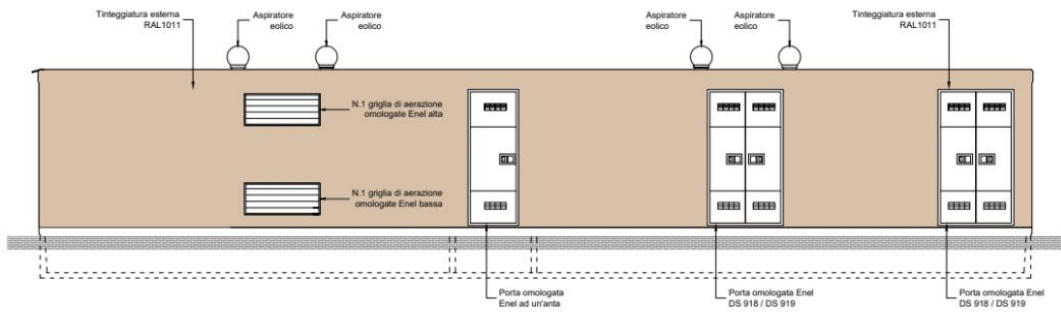 Tinteggiatura esterna
RAL1011
Aspiratore
eolico
Aspiratore
eolico
Aspiratore
eolico
Aspiratore
eolico
Tinteggiatura esterna
RAL1011
N.1 griglia di aerazione
omologate Enel alta
N.1 griglia di aerazione
omologate Enel bassa
Porta omologata
Enel ad un'anta
Porta omologata Enel
DS 918 / DS 919
Porta omologata Enel
DS 918 / DS 919